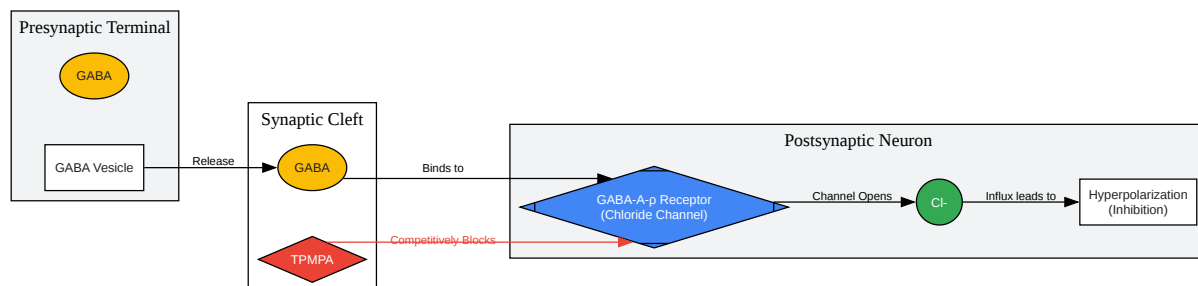 Presynaptic Terminal
GABA
GABA Vesicle
Release
Synaptic Cleft
GABA
TPMPA
Binds to
Competitively Blocks
Postsynaptic Neuron
GABA-A-ρ Receptor
(Chloride Channel)
Channel Opens
Cl-
Influx leads to
Hyperpolarization
(Inhibition)